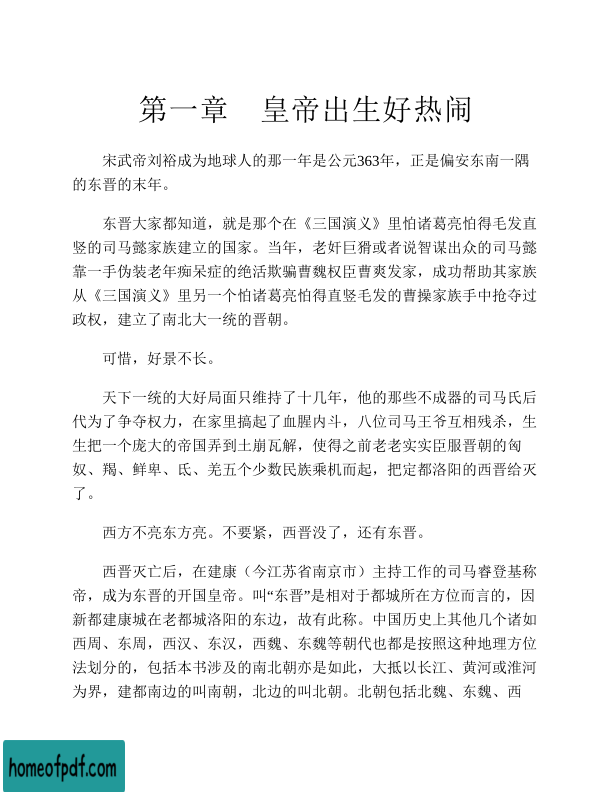 第一章　皇帝出生好热闹
宋武帝刘裕成为地球人的那一年是公元363年，正是偏安东南一隅
的东晋的末年。
东晋大家都知道，就是那个在《三国演义》里怕诸葛亮怕得毛发直
竖的司马懿家族建立的国家。当年，老奸巨猾或者说智谋出众的司马懿
靠一手伪装老年痴呆症的绝活欺骗曹魏权臣曹爽发家，成功帮助其家族
从《三国演义》里另一个怕诸葛亮怕得直竖毛发的曹操家族手中抢夺过
政权，建立了南北大一统的晋朝。
可惜，好景不长。
天下一统的大好局面只维持了十几年，他的那些不成器的司马氏后
代为了争夺权力，在家里搞起了血腥内斗，八位司马王爷互相残杀，生
生把一个庞大的帝国弄到土崩瓦解，使得之前老老实实臣服晋朝的匈
奴、羯、鲜卑、氐、羌五个少数民族乘机而起，把定都洛阳的西晋给灭
了。
西方不亮东方亮。不要紧，西晋没了，还有东晋。
西晋灭亡后，在建康（今江苏省南京市）主持工作的司马睿登基称
帝，成为东晋的开国皇帝。叫“东晋”是相对于都城所在方位而言的，因
新都建康城在老都城洛阳的东边，故有此称。中国历史上其他几个诸如
西周、东周，西汉、东汉，西魏、东魏等朝代也都是按照这种地理方位
法划分的，包括本书涉及的南北朝亦是如此，大抵以长江、黄河或淮河
为界，建都南边的叫南朝，北边的叫北朝。北朝包括北魏、东魏、西
homeofpdf.com